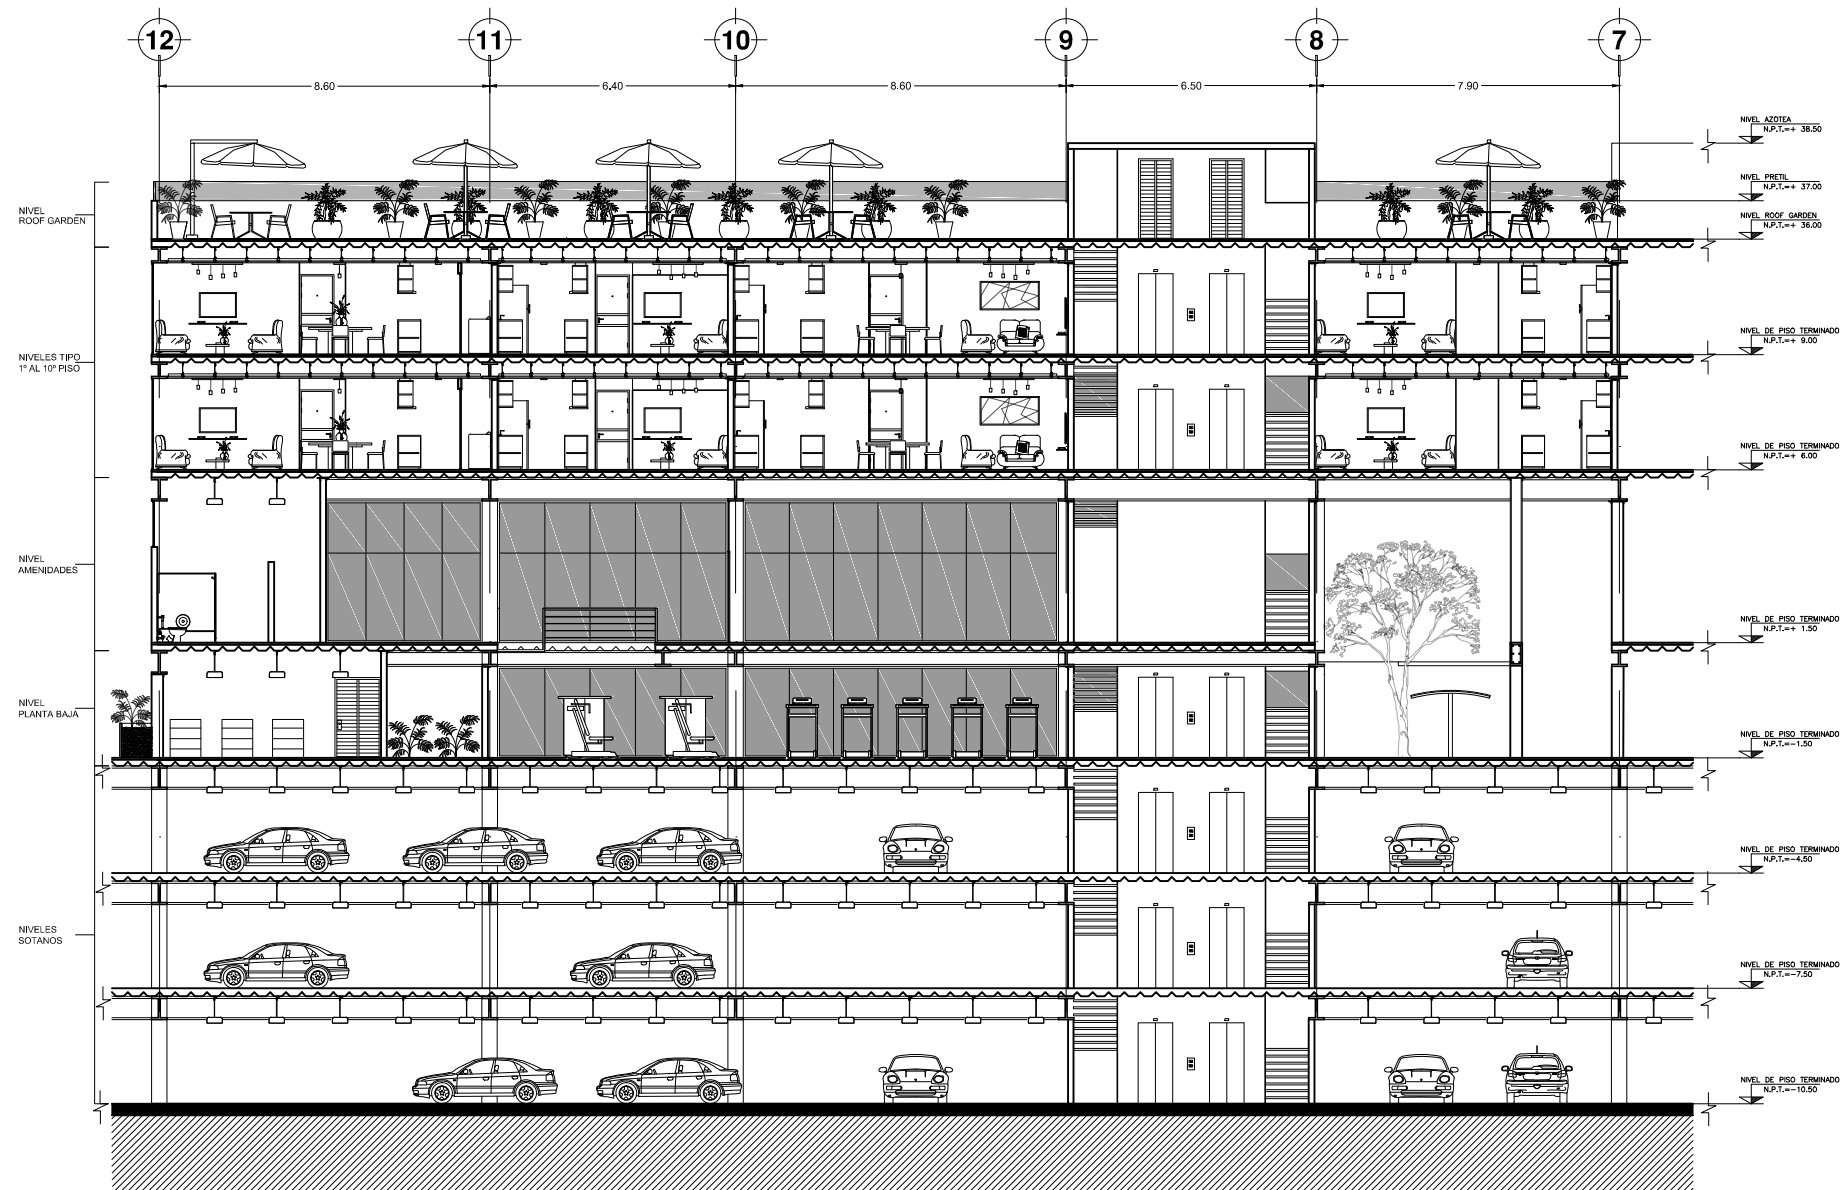 12 11 10 9 8 7
8.60 6.40 8.60 6.50 7.90
NIVEL AZOTEA
N.P.T.=+ 38.50
NIVEL PRETIL
N.P.T.=+ 37.00
NIVEL
ROOF GARDEN
NIVEL ROOF GARDEN
N.P.T.=+ 36.00
NIVEL DE PISO TERMINADO
N.P.T.=+ 9.00
NIVELES TIPO
1º AL 10º PISO
NIVEL DE PISO TERMINADO
N.P.T.=+ 6.00
NIVEL
AMENIDADES
NIVEL DE PISO TERMINADO
N.P.T.=+ 1.50
NIVEL
PLANTA BAJA
NIVEL DE PISO TERMINADO
N.P.T.=-1.50
NIVEL DE PISO TERMINADO
N.P.T.=-4.50
NIVELES
SOTANOS
NIVEL DE PISO TERMINADO
N.P.T.=-7.50
NIVEL DE PISO TERMINADO
N.P.T.=-10.50